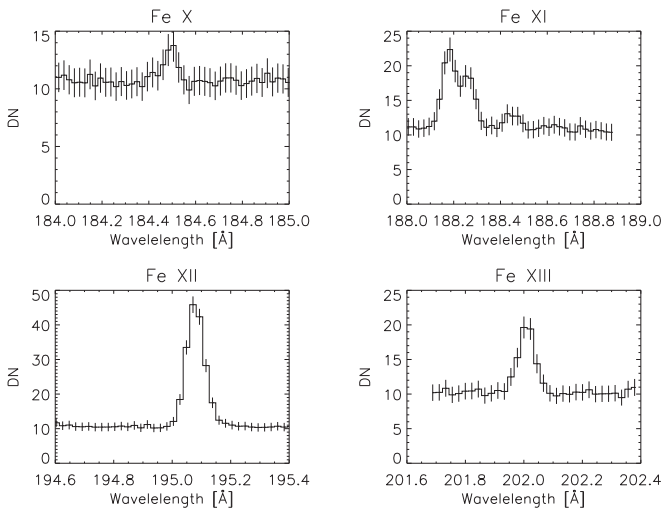 Fe X
15
10
5
0
DN
184.0 184.2 184.4 184.6 184.8 185.0
Wavelelength [Å]
Fe XI
25
20
15
10
5
0
DN
188.0 188.2 188.4 188.6 188.8 189.0
Wavelelength [Å]
Fe XII
50
40
30
20
10
0
DN
194.6 194.8 195.0 195.2 195.4
Wavelelength [Å]
Fe XIII
25
20
15
10
5
0
DN
201.6 201.8 202.0 202.2 202.4
Wavelelength [Å]